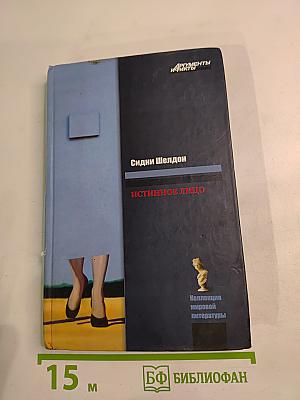 АРГУМЕНТЫ
И ФАКТЫ
Сидни Шелдон
ИСТИННОЕ ЛИЦО
Коллекция
мировой
литературы
15 м
БФ БИБЛИОФАН